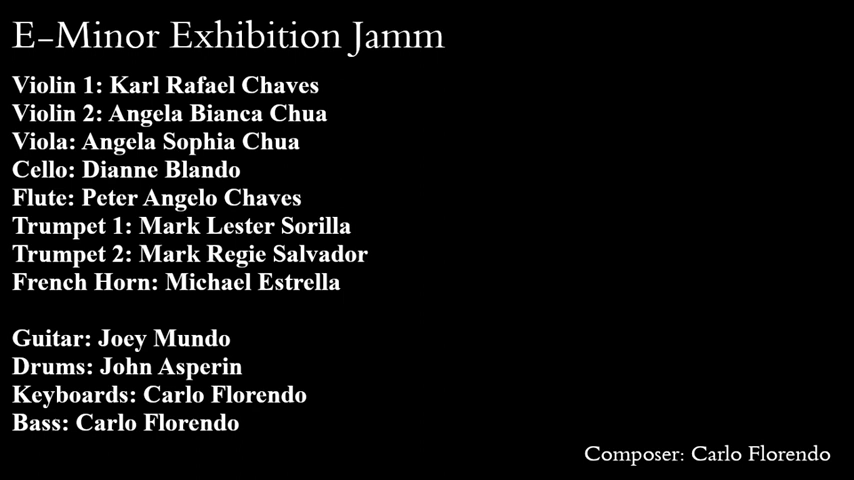 E-Minor Exhibition Jamm
Violin 1: Karl Rafael Chaves
Violin 2: Angela Bianca Chua
Viola: Angela Sophia Chua
Cello: Dianne Blando
Flute: Peter Angelo Chaves
Trumpet 1: Mark Lester Sorilla
Trumpet 2: Mark Regie Salvador
French Horn: Michael Estrella
Guitar: Joey Mundo
Drums: John Asperin
Keyboards: Carlo Florendo
Bass: Carlo Florendo
Composer: Carlo Florendo